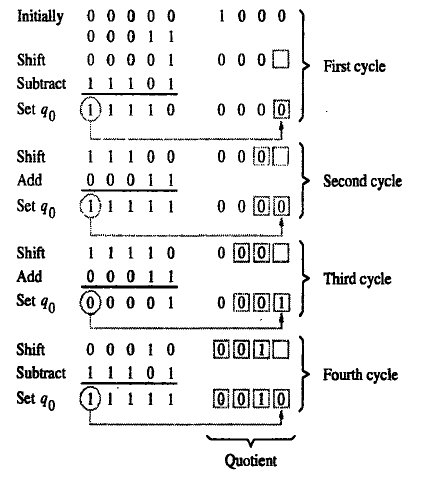 Initially 0 0 0 0 0 1 0 0 0
0 0 0 1 1
Shift 0 0 0 0 1 0 0 0
First cycle
Subtract 1 1 1 0 1
Set q0 1 1 1 1 0 0 0 0 0
Shift 1 1 1 0 0 0 0 0
Add 0 0 0 1 1 Second cycle
Set q0 1 1 1 1 1 0 0 0 0
Shift 1 1 1 1 0 0 0 0
Add 0 0 0 1 1 Third cycle
Set q0 0 0 0 0 1 0 0 0 1
Shift 0 0 0 1 0 0 0 1
Subtract 1 1 1 0 1 Fourth cycle
Set q0 1 1 1 1 1 0 0 1 0
Quotient